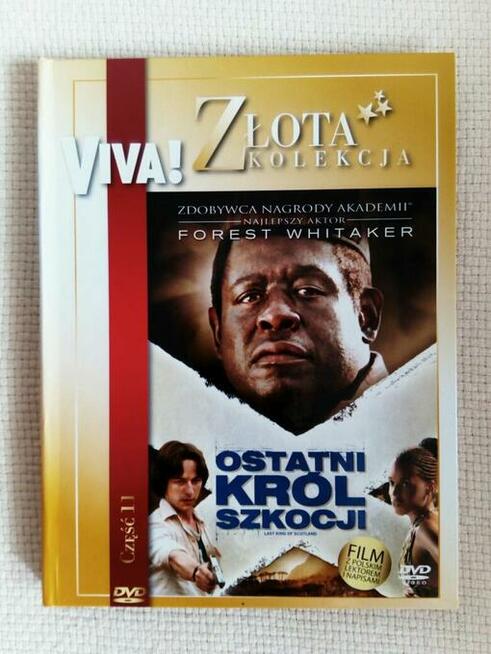 VIVA!
ZŁOTA
KOLEKCJA
ZDOBYWCA NAGRODY AKADEMII
NAJLEPSZY AKTOR
FOREST WHITAKER
OSTATNI
KRÓL
SZKOCJI
LAST KING OF SCOTLAND
FILM
Z POLSKIM
LEKTOREM
I NAPISAMI
CZĘŚĆ 11
DVD
DVD
VIDEO